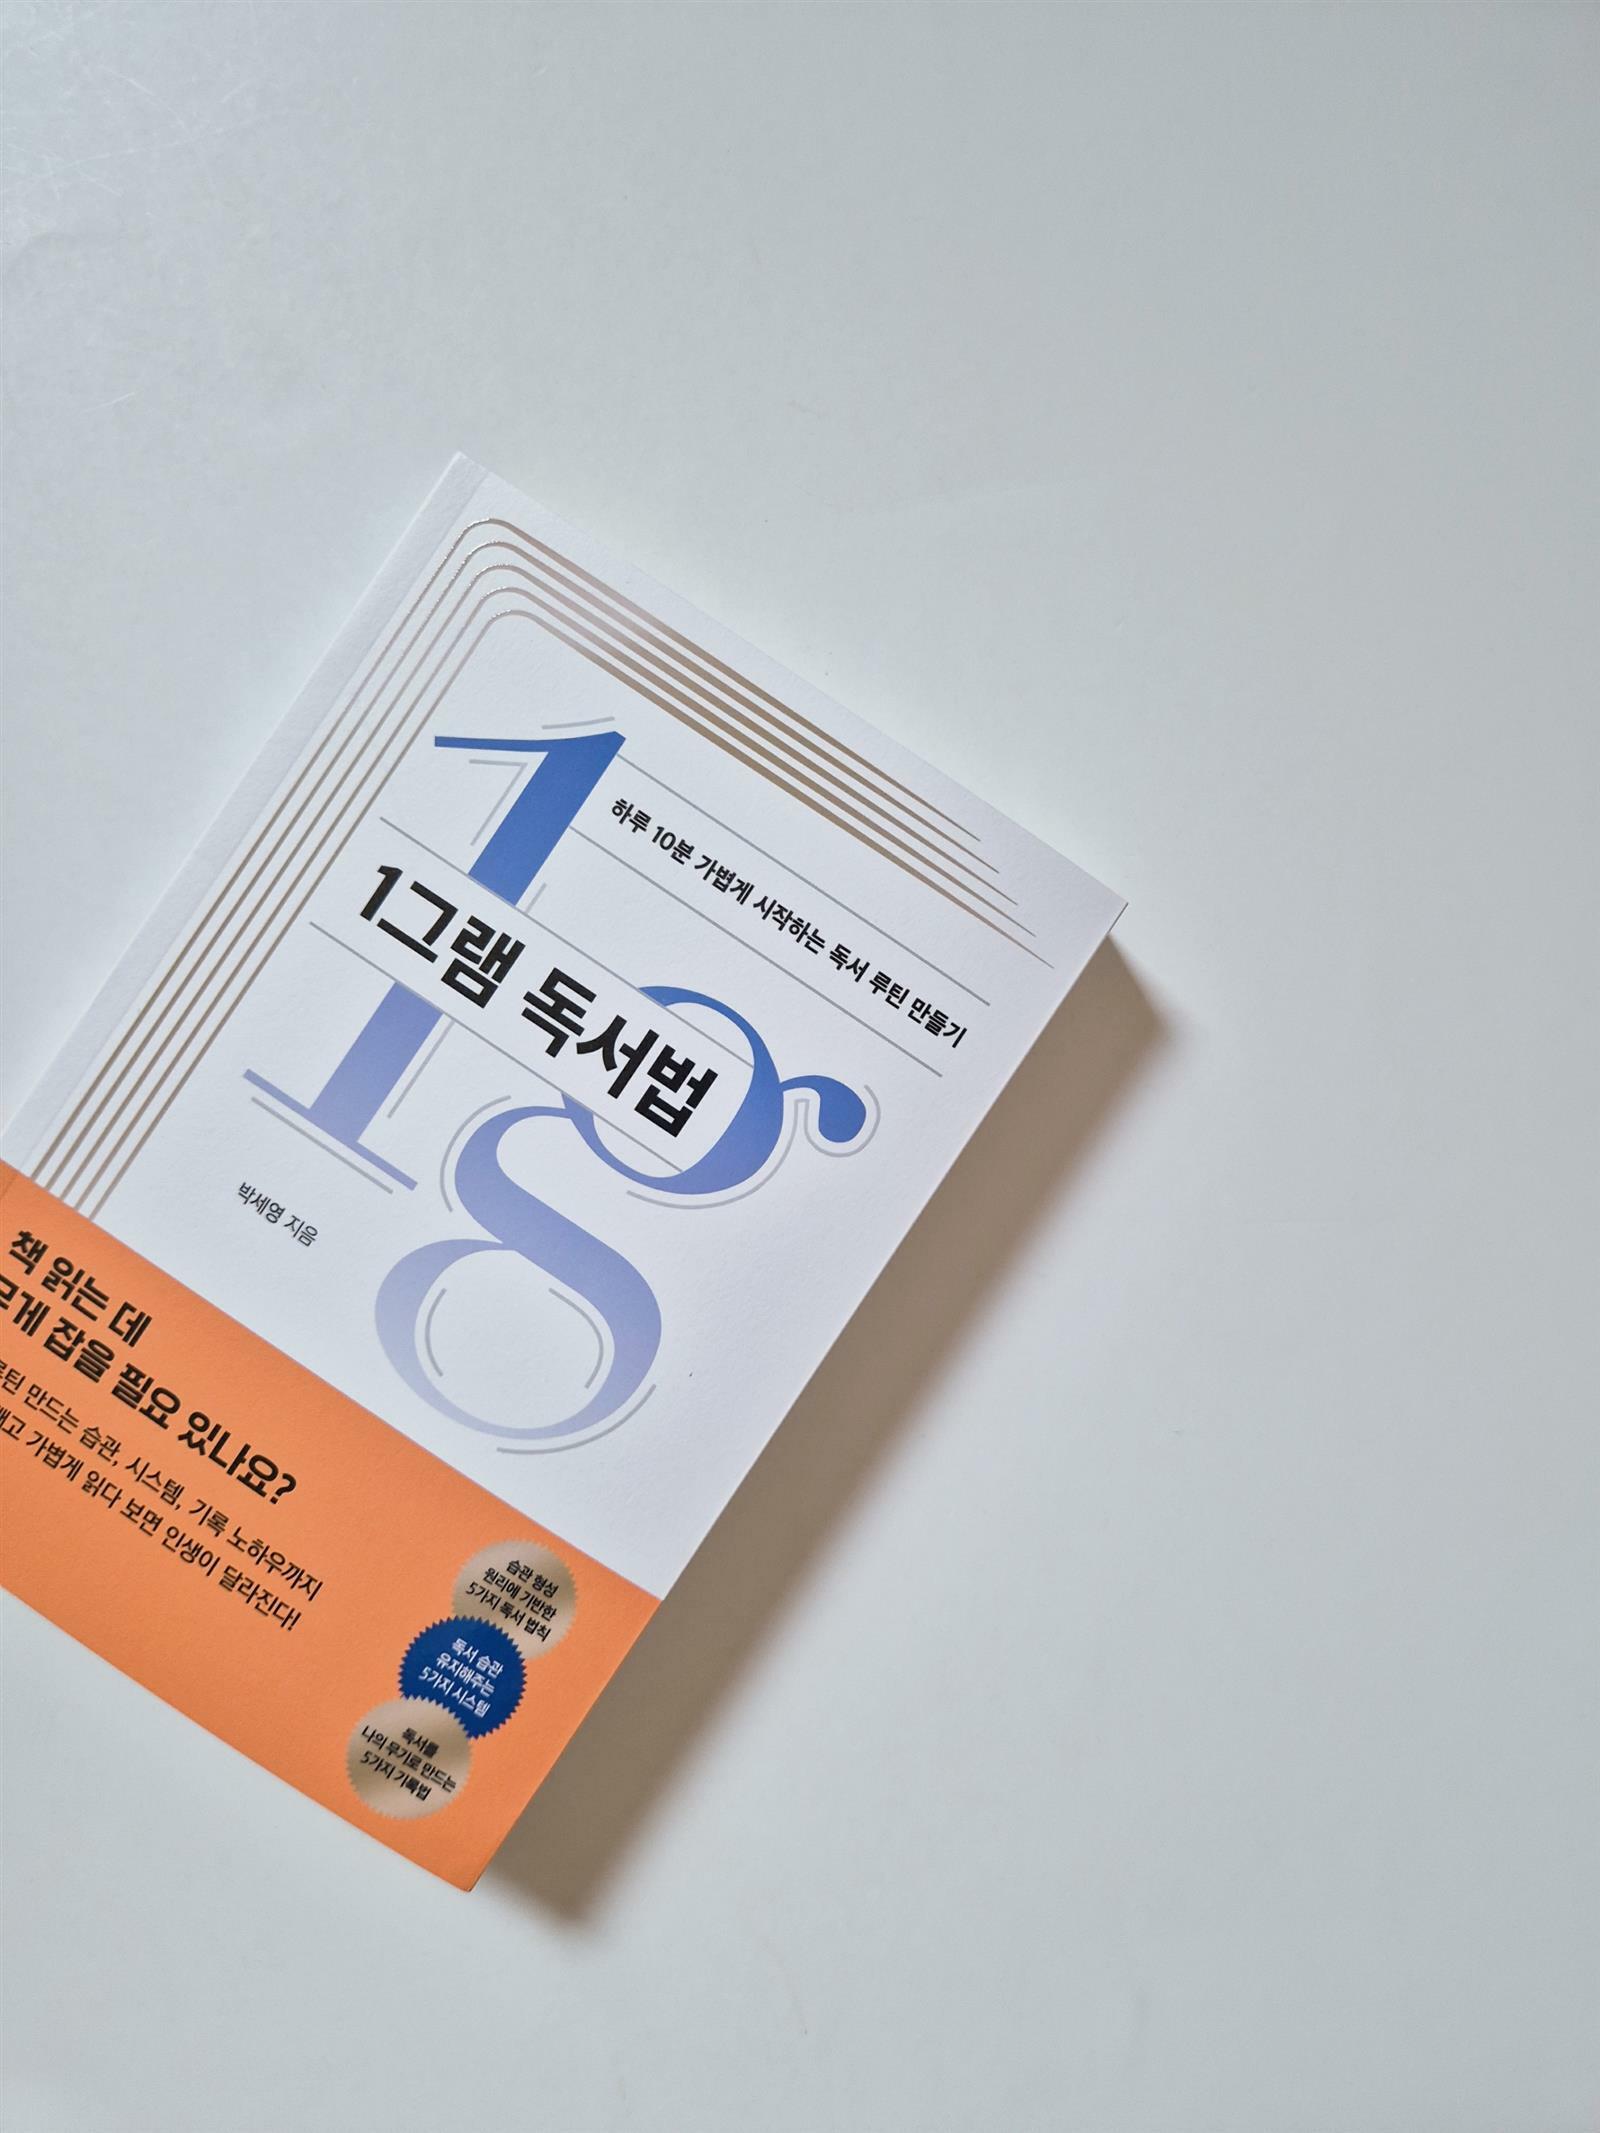 하루 10분 가볍게 시작하는 독서 루틴 만들기
1g
1그램 독서법
박세영 지음
책 읽는 데
잡을 필요 있나요?
만드는 습관, 시스템, 기록 노하우까지
가볍게 읽다 보면 인생이 달라진다!
습관 형성
원리에 기반한
5가지 독서 법칙
독서 습관
유지해주는
5가지 시스템
독서를
나의 무기로 만드는
5가지 기록법